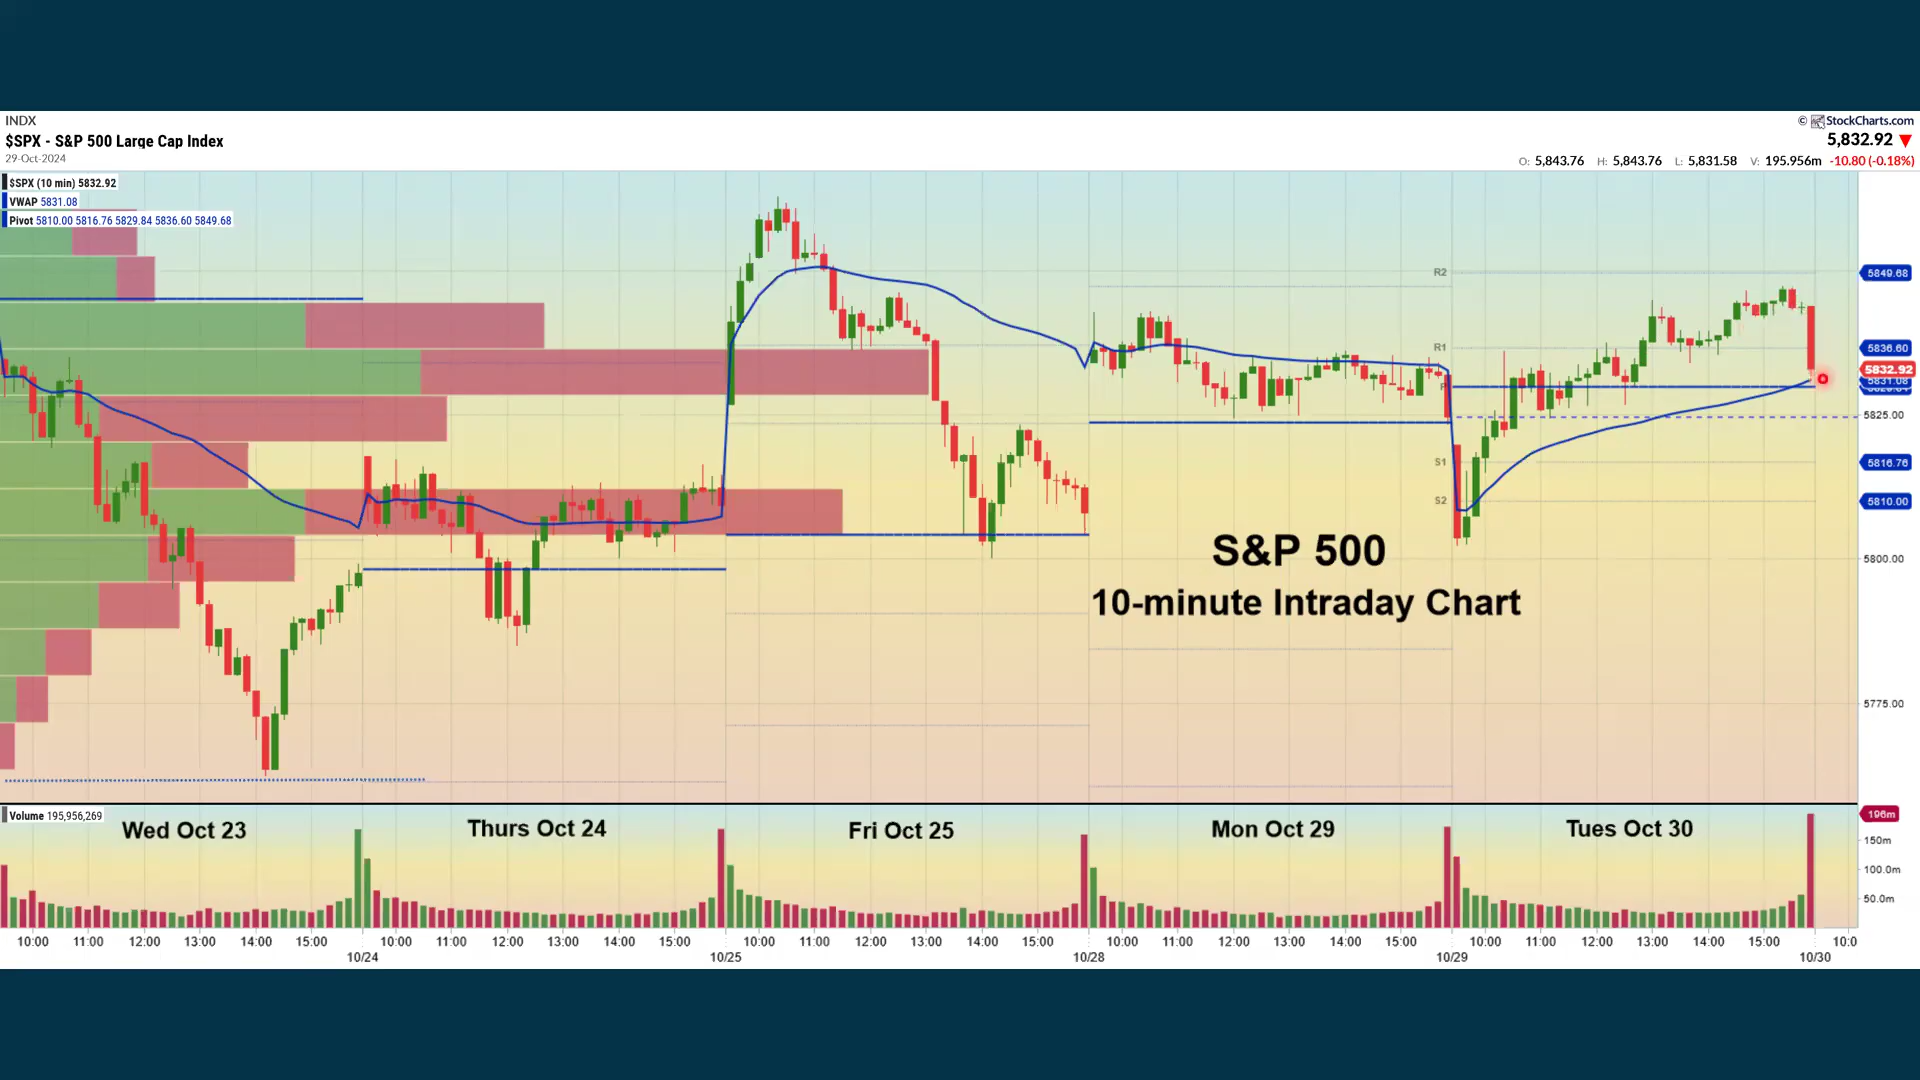 INDX
© StockCharts.com
$SPX - S&P 500 Large Cap Index
5,832.92
29-Oct-2024
O: 5,843.76 H: 5,843.76 L: 5,831.58 V: 195.956m -10.80 (-0.18%)
$SPX (10 min) 5832.92
VWAP 5831.08
Pivot 5810.00 5816.76 5829.84 5836.60 5849.68
R2
5849.68
R1
5836.60
5832.92
5831.08
P
5825.00
S1
5816.76
S2
5810.00
5800.00
S&P 500
10-minute Intraday Chart
5775.00
Volume 195,956,269
196m
Wed Oct 23
Thurs Oct 24
Fri Oct 25
Mon Oct 29
Tues Oct 30
150m
100.0m
50.0m
10:00 11:00 12:00 13:00 14:00 15:00 10:00 11:00 12:00 13:00 14:00 15:00 10:00 11:00 12:00 13:00 14:00 15:00 10:00 11:00 12:00 13:00 14:00 15:00 10:00 11:00 12:00 13:00 14:00 15:00 10:0
10/24 10/25 10/28 10/29 10/30